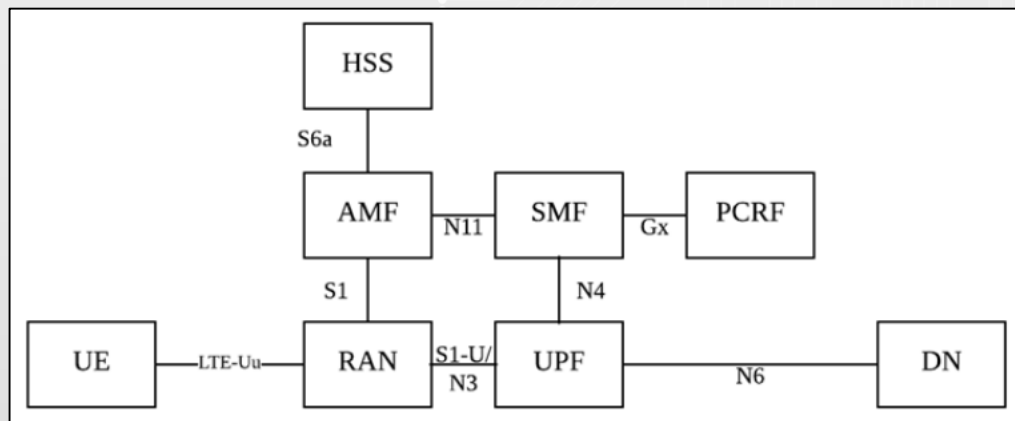 HSS
S6a
AMF
N11
SMF
Gx
PCRF
S1
N4
UE
LTE-Uu
RAN
S1-U/
N3
UPF
N6
DN